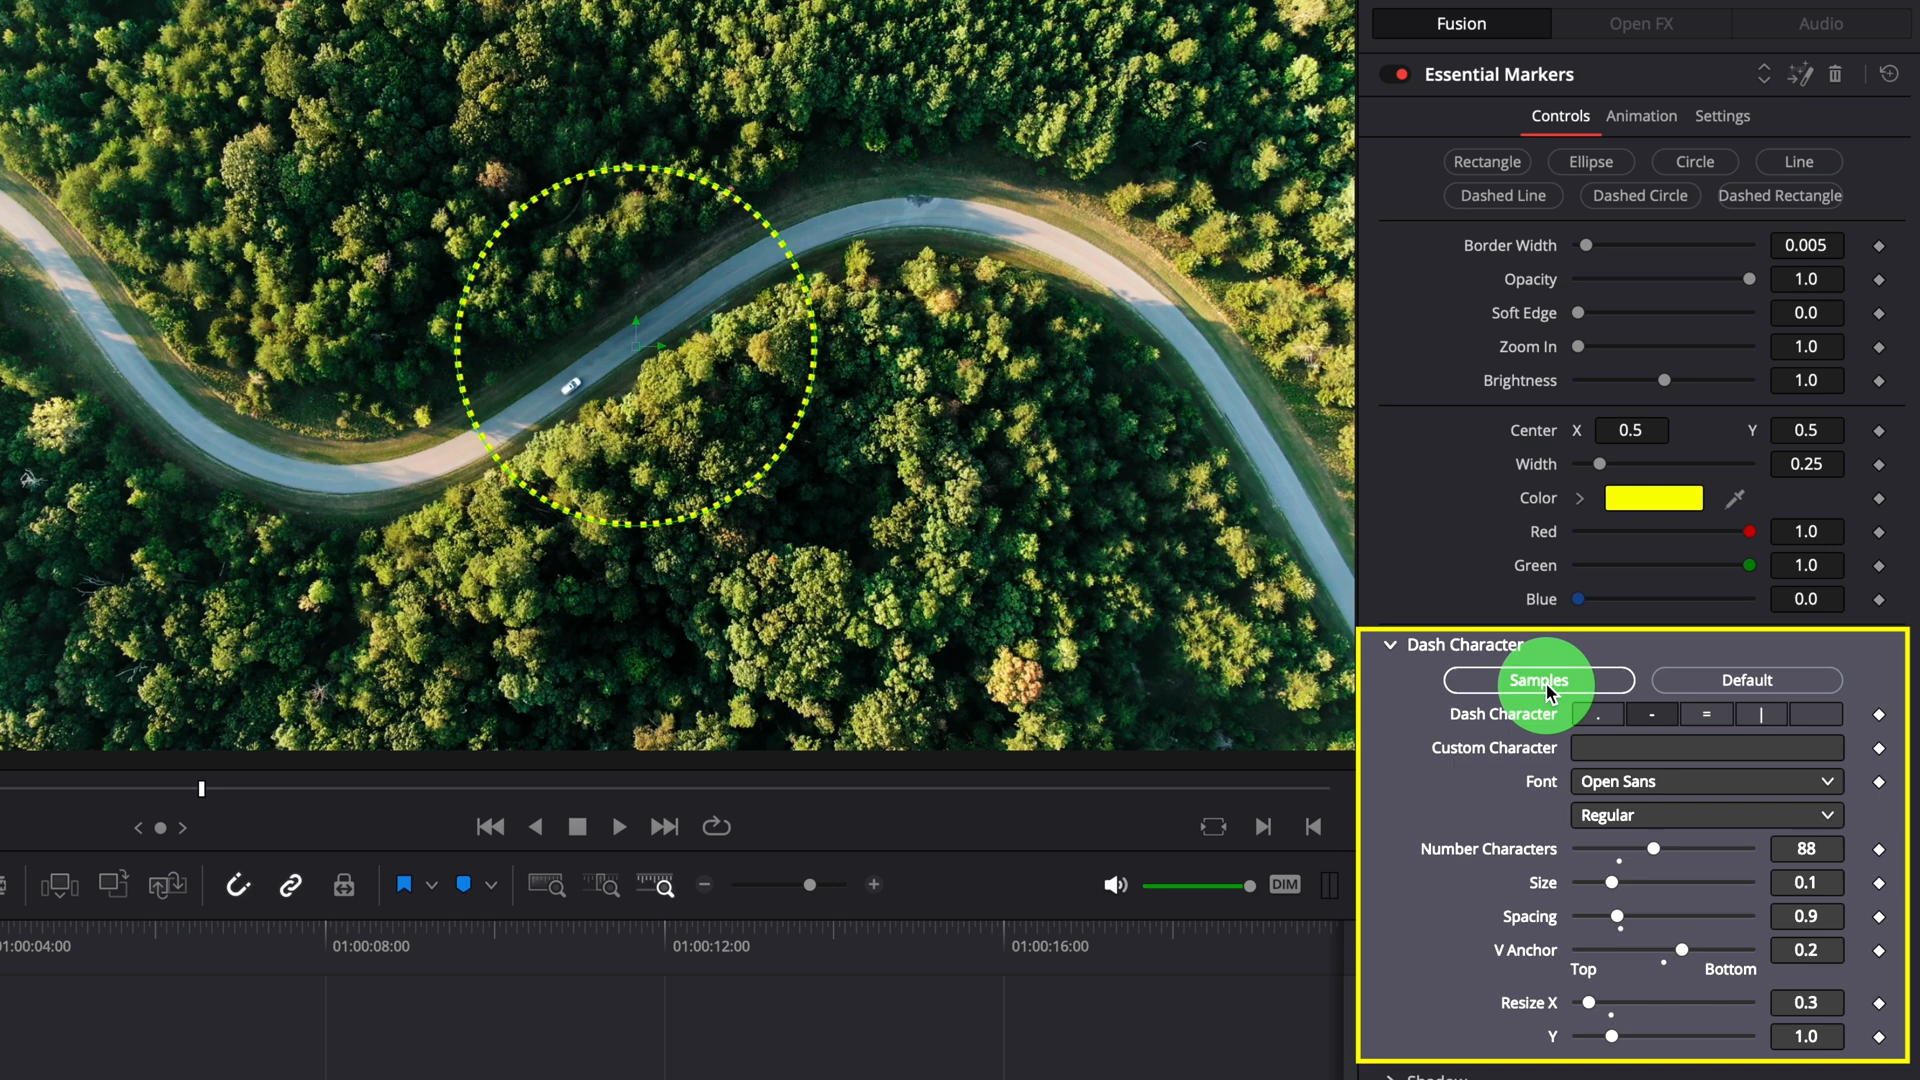 Fusion Open FX Audio
Essential Markers
Controls Animation Settings
Rectangle Ellipse Circle Line
Dashed Line Dashed Circle Dashed Rectangle
Border Width 0.005
Opacity 1.0
Soft Edge 0.0
Zoom In 1.0
Brightness 1.0
Center X 0.5 Y 0.5
Width 0.25
Color
Red 1.0
Green 1.0
Blue 0.0
Dash Character
Samples Default
Dash Character . - = |
Custom Character
Font Open Sans
Regular
Number Characters 88
Size 0.1
Spacing 0.9
V Anchor 0.2
Top Bottom
Resize X 0.3
Y 1.0
DIM
1:00:04:00 01:00:08:00 01:00:12:00 01:00:16:00